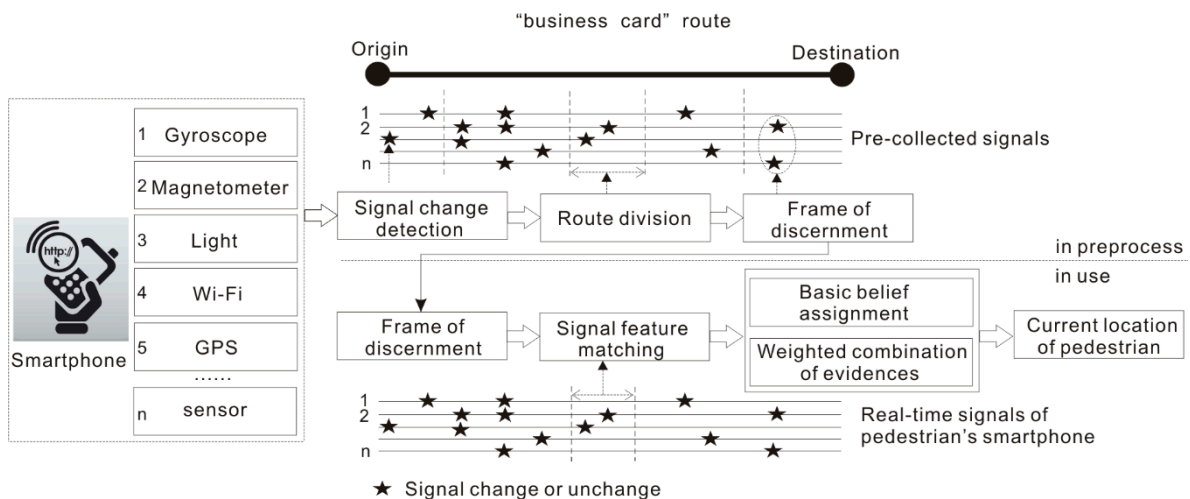 “business card” route
Origin
Destination
1
2
n
Pre-collected signals
1 Gyroscope
2 Magnetometer
3 Light
4 Wi-Fi
5 GPS
......
n sensor
http://
Smartphone
Signal change
detection
Route division
Frame of
discernment
in preprocess
in use
Frame of
discernment
Signal feature
matching
Basic belief
assignment
Weighted combination
of evidences
Current location
of pedestrian
1
2
n
Real-time signals of
pedestrian’s smartphone
★ Signal change or unchange